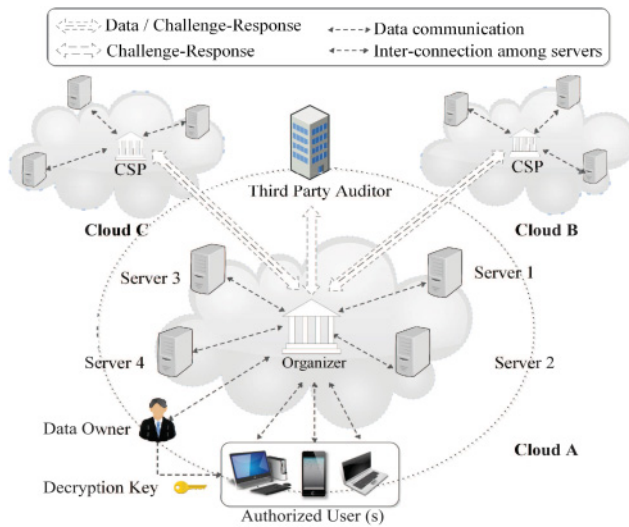 Data / Challenge-Response
Data communication
Challenge-Response
Inter-connection among servers
CSP
CSP
Third Party Auditor
Cloud C
Cloud B
Server 3
Server 1
Server 4
Organizer
Server 2
Data Owner
Cloud A
Decryption Key
Authorized User (s)